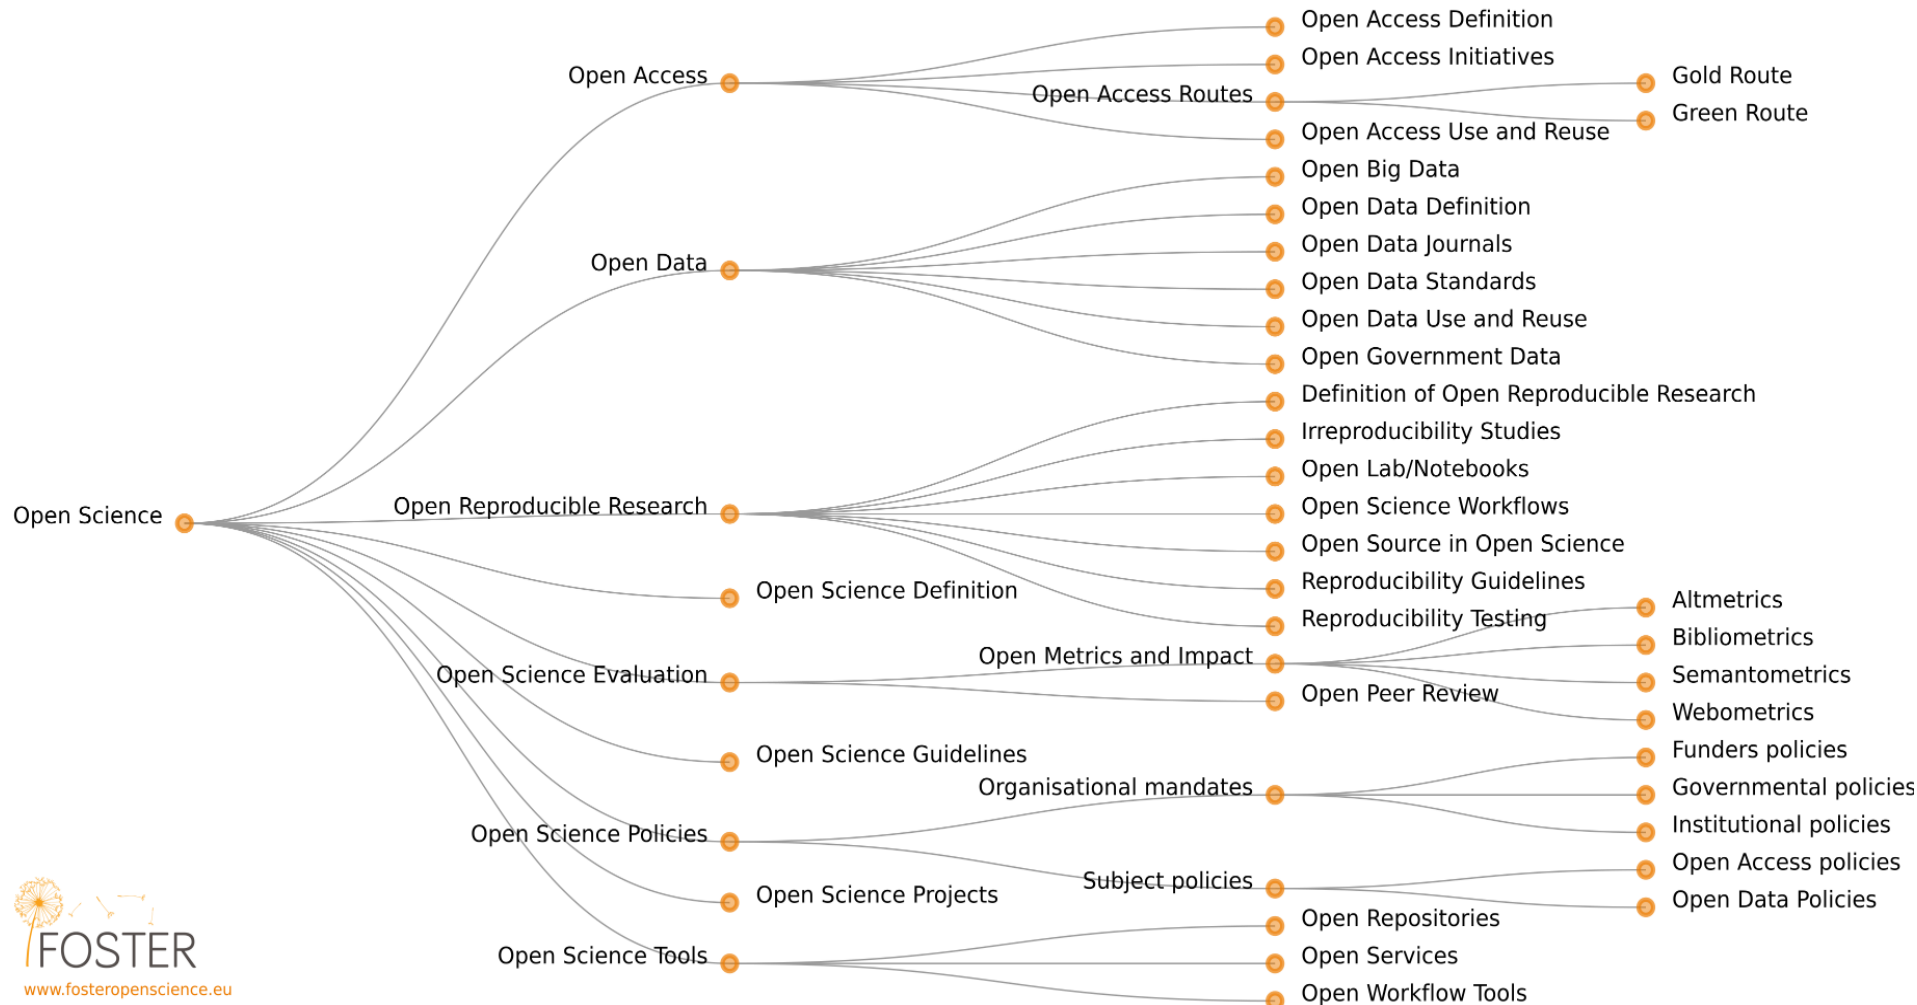 Open Science
Open Access
Open Access Definition
Open Access Initiatives
Open Access Routes
Gold Route
Green Route
Open Access Use and Reuse
Open Data
Open Big Data
Open Data Definition
Open Data Journals
Open Data Standards
Open Data Use and Reuse
Open Government Data
Open Reproducible Research
Definition of Open Reproducible Research
Irreproducibility Studies
Open Lab/Notebooks
Open Science Workflows
Open Source in Open Science
Reproducibility Guidelines
Reproducibility Testing
Open Science Definition
Open Science Evaluation
Open Metrics and Impact
Altmetrics
Bibliometrics
Semantometrics
Webometrics
Open Peer Review
Open Science Guidelines
Open Science Policies
Organisational mandates
Funders policies
Governmental policies
Institutional policies
Subject policies
Open Access policies
Open Data Policies
Open Science Projects
Open Science Tools
Open Repositories
Open Services
Open Workflow Tools
FOSTER
www.fosteropenscience.eu